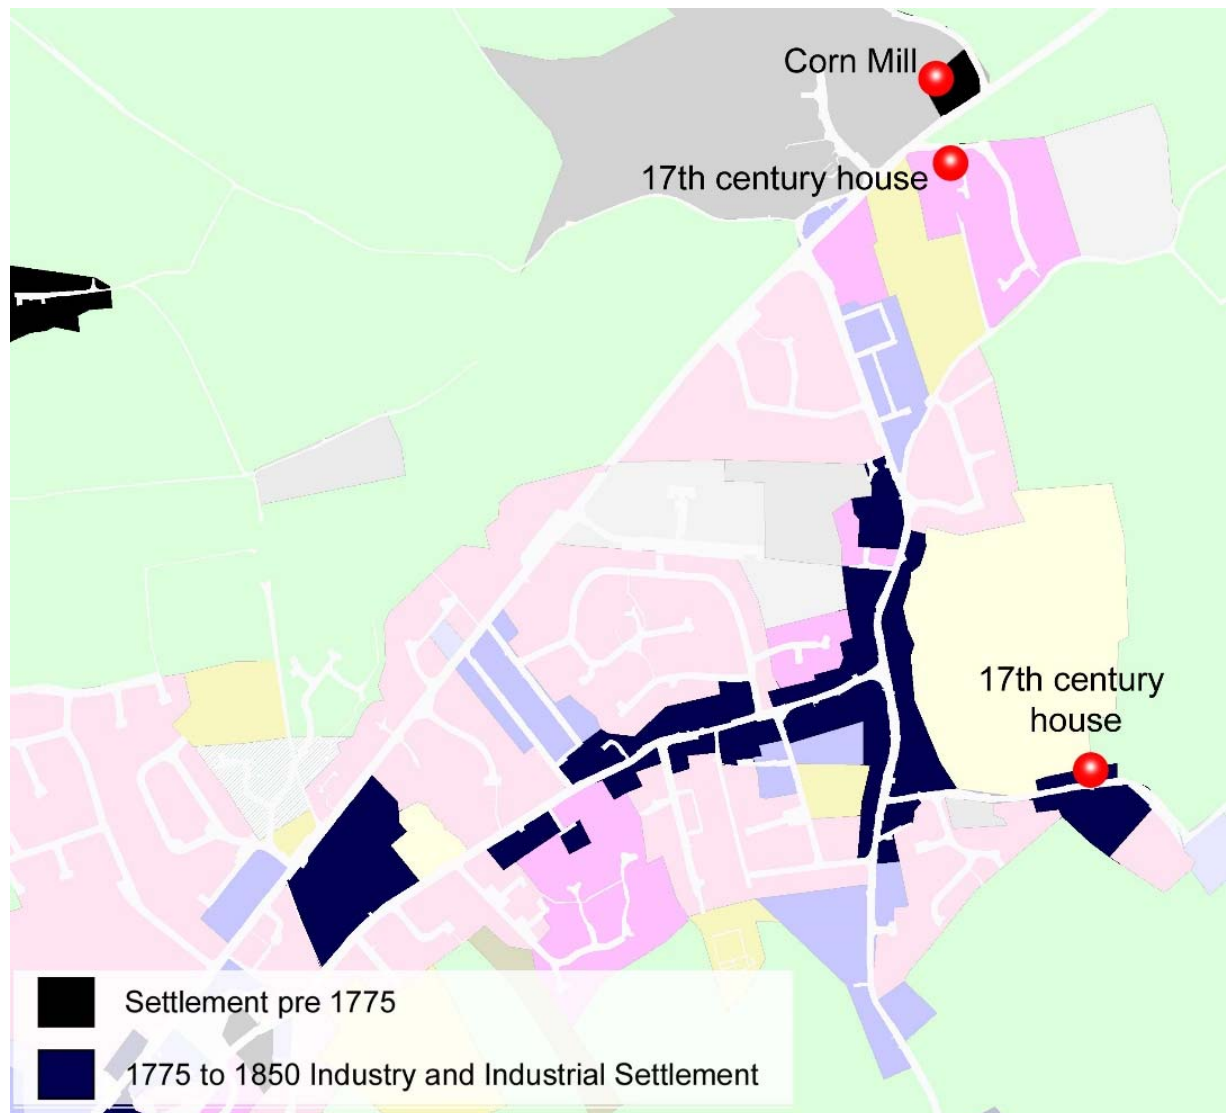 Corn Mill
17th century house
17th century
house
Settlement pre 1775
1775 to 1850 Industry and Industrial Settlement